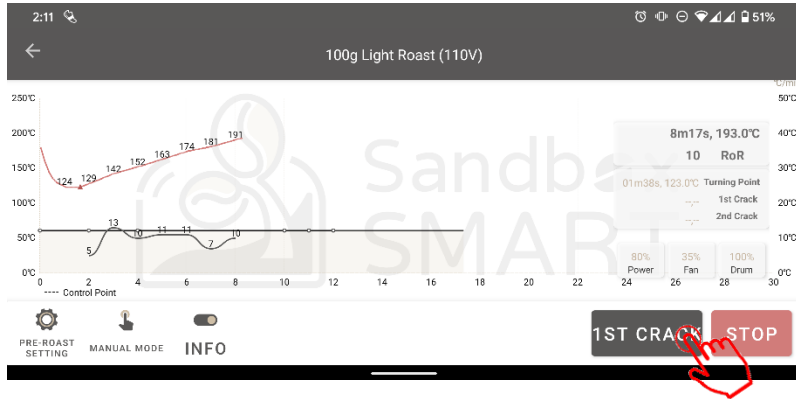 2:11 51%
100g Light Roast (110V)
°C/mi
250°C 50°C
200°C 40°C
150°C 30°C
100°C 20°C
50°C 10°C
0°C 0°C
124 129 142 152 163 174 181 191
5 13 10 11 11 7 10
Sandbox
SMART
8m17s, 193.0°C
10 RoR
01m38s, 123.0°C Turning Point
--,-- 1st Crack
--,-- 2nd Crack
80% 35% 100%
Power Fan Drum
0 2 4 6 8 10 12 14 16 18 20 22 24 26 28 30
---- Control Point
PRE-ROAST
SETTING
MANUAL MODE
INFO
1ST CRACK
STOP